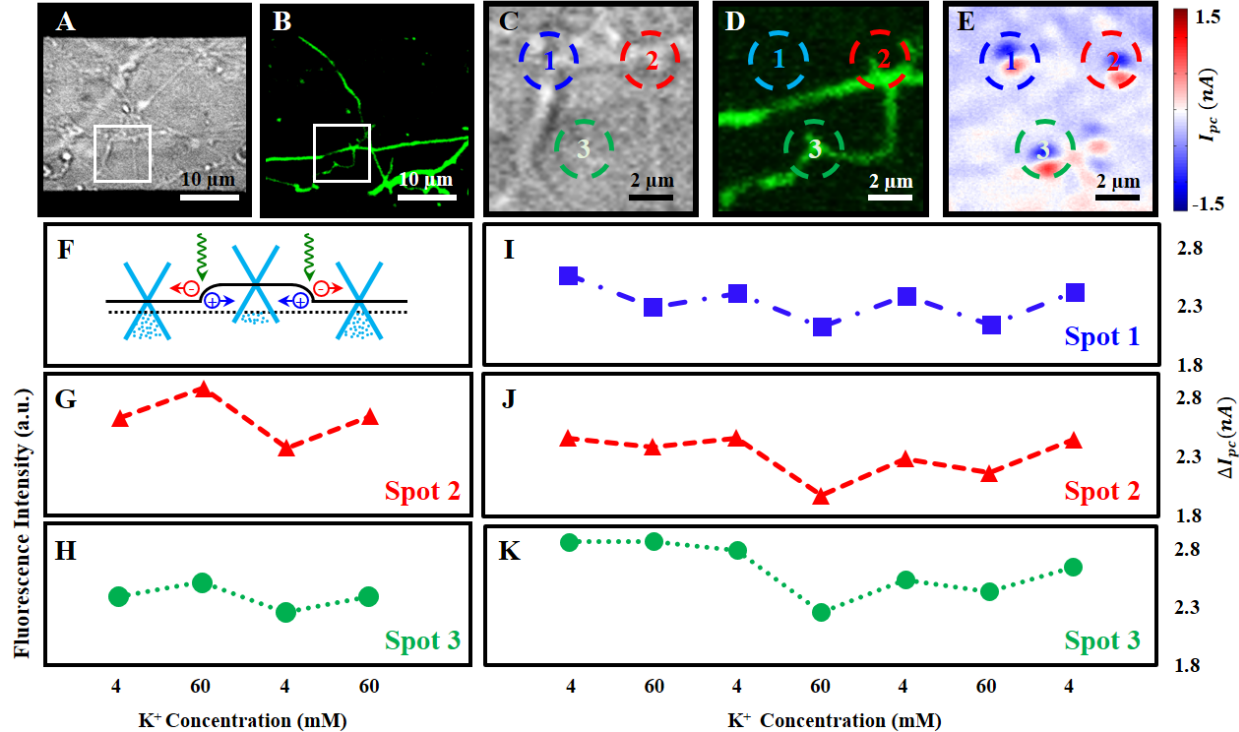 A
10 µm
B
10 µm
C
1
2
3
2 µm
D
1
2
3
2 µm
E
1
2
3
2 µm
1.5
-1.5
I_pc (nA)
F
- + + -
G
Spot 2
H
Spot 3
Fluorescence Intensity (a.u.)
4 60 4 60
K⁺ Concentration (mM)
I
Spot 1
2.8
2.3
1.8
J
Spot 2
2.8
2.3
1.8
K
Spot 3
2.8
2.3
1.8
Δ I_pc (nA)
4 60 4 60 4 60 4
K⁺ Concentration (mM)